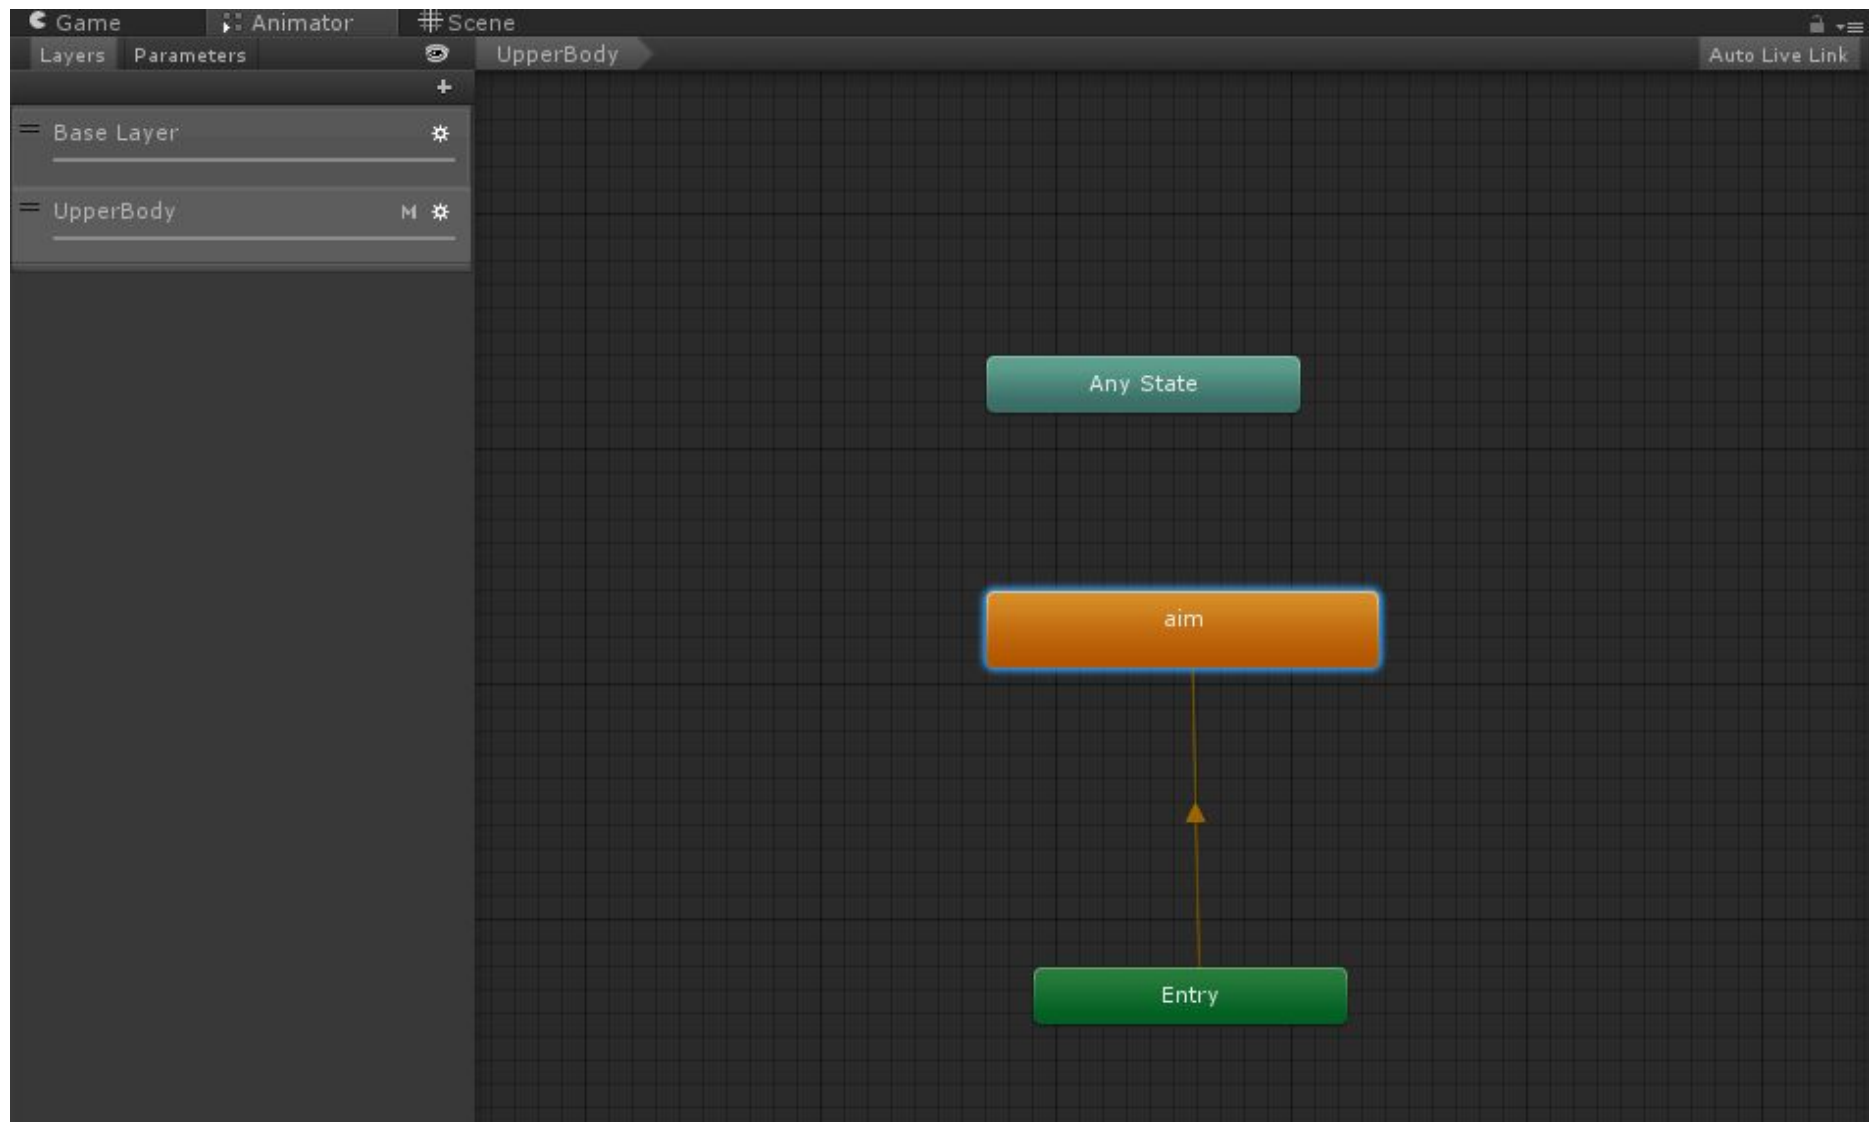 Game Animator Scene
Layers Parameters UpperBody Auto Live Link
+
Base Layer
UpperBody M
Any State
aim
Entry